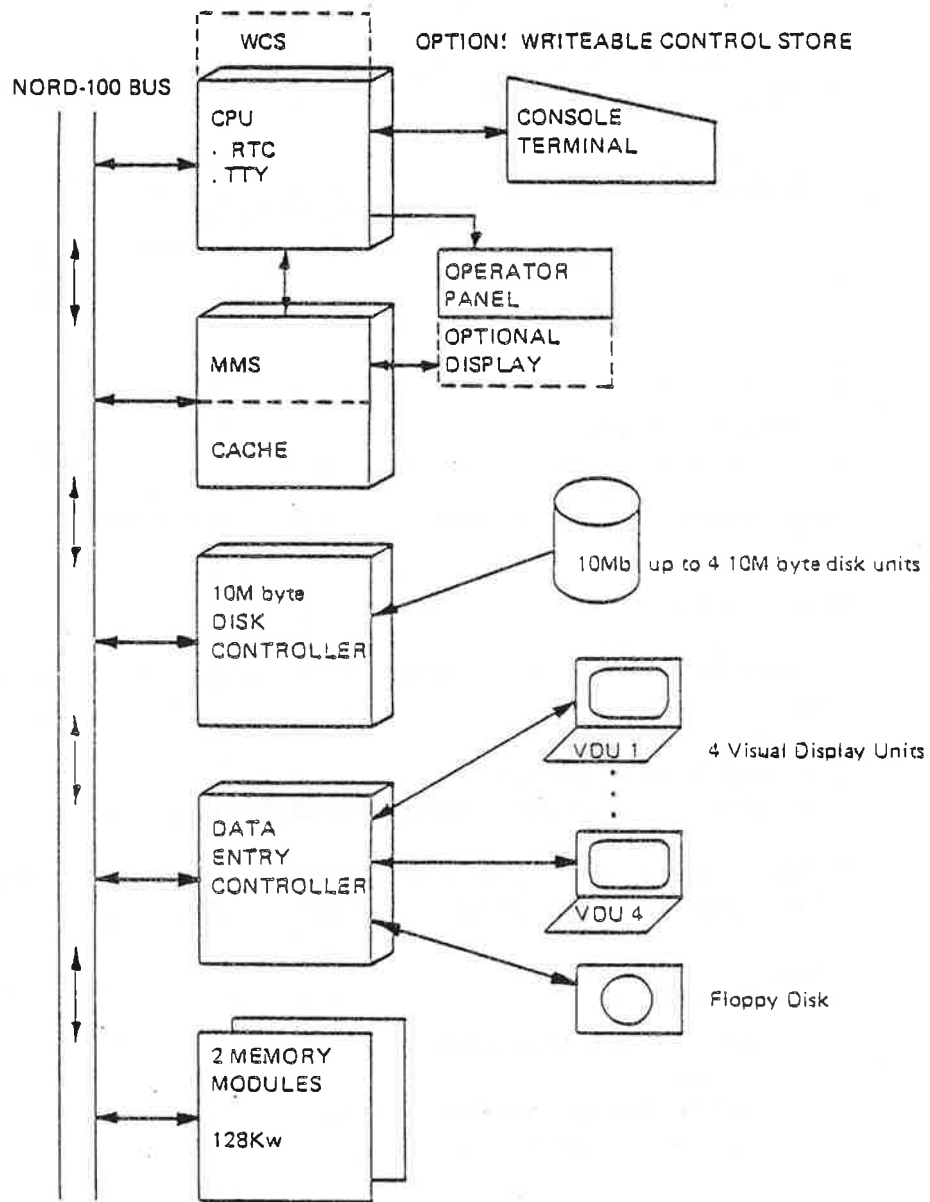 WCS
OPTION: WRITEABLE CONTROL STORE
NORD-100 BUS
CPU
. RTC
. TTY
CONSOLE
TERMINAL
OPERATOR
PANEL
OPTIONAL
DISPLAY
MMS
CACHE
10M byte
DISK
CONTROLLER
10Mb up to 4 10M byte disk units
VDU 1
4 Visual Display Units
DATA
ENTRY
CONTROLLER
VDU 4
Floppy Disk
2 MEMORY
MODULES
128Kw